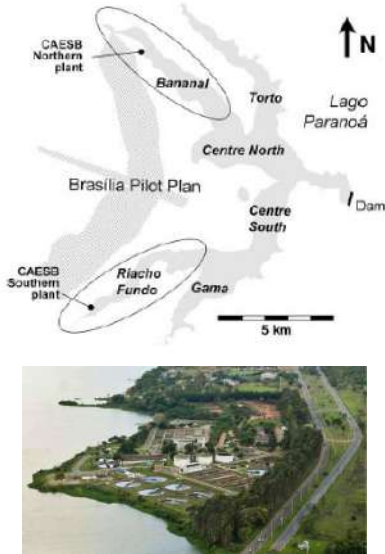 CAESB
Northern
plant
N
Bananal
Torto
Lago
Paranoá
Centre North
Brasília Pilot Plan
Dam
Centre
South
CAESB
Southern
plant
Riacho
Fundo
Gama
5 km